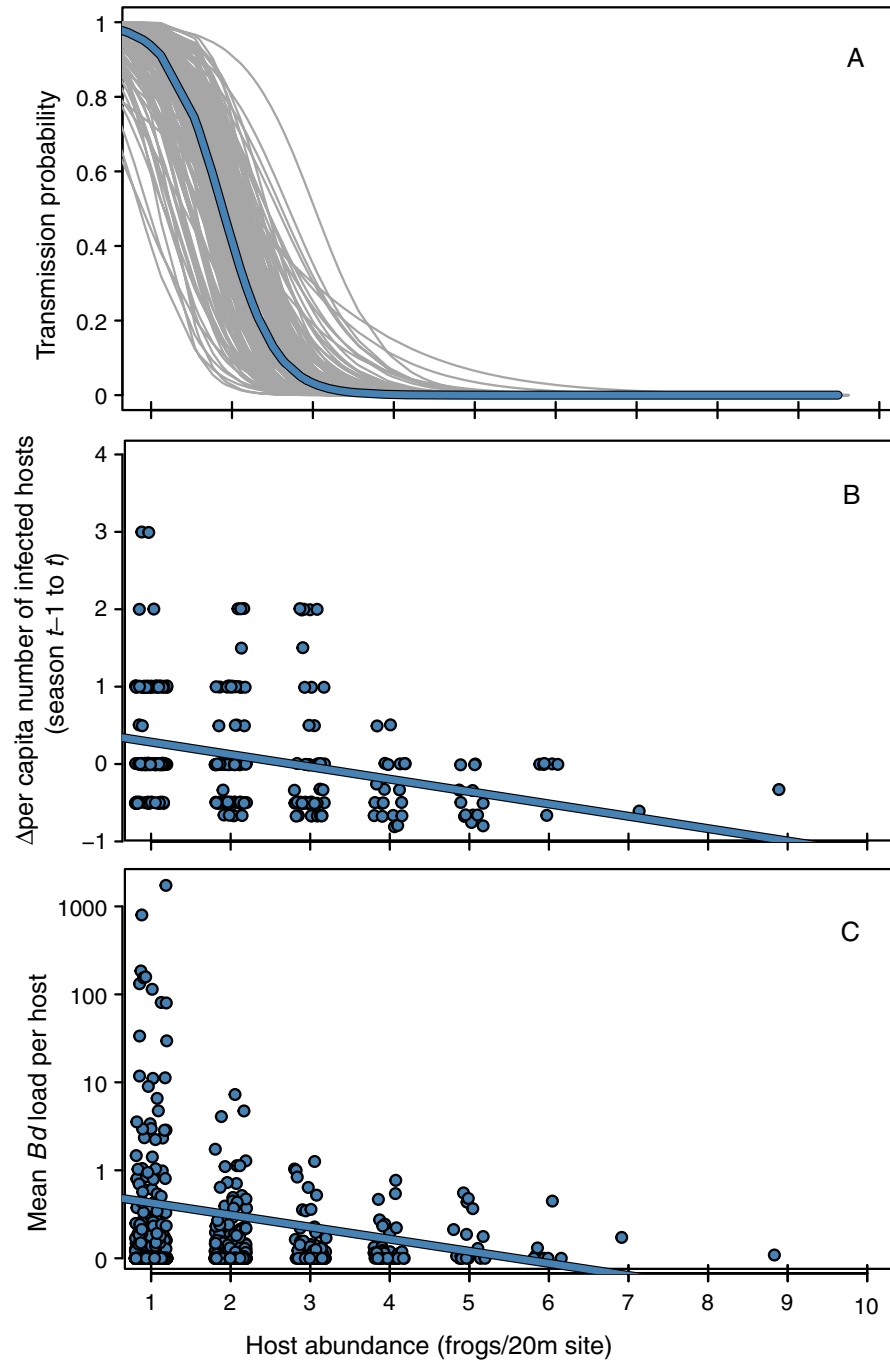 A
Transmission probability
1
0.8
0.6
0.4
0.2
0
B
Δper capita number of infected hosts
(season t–1 to t)
4
3
2
1
0
−1
C
Mean Bd load per host
1000
100
10
1
0
1 2 3 4 5 6 7 8 9 10
Host abundance (frogs/20m site)